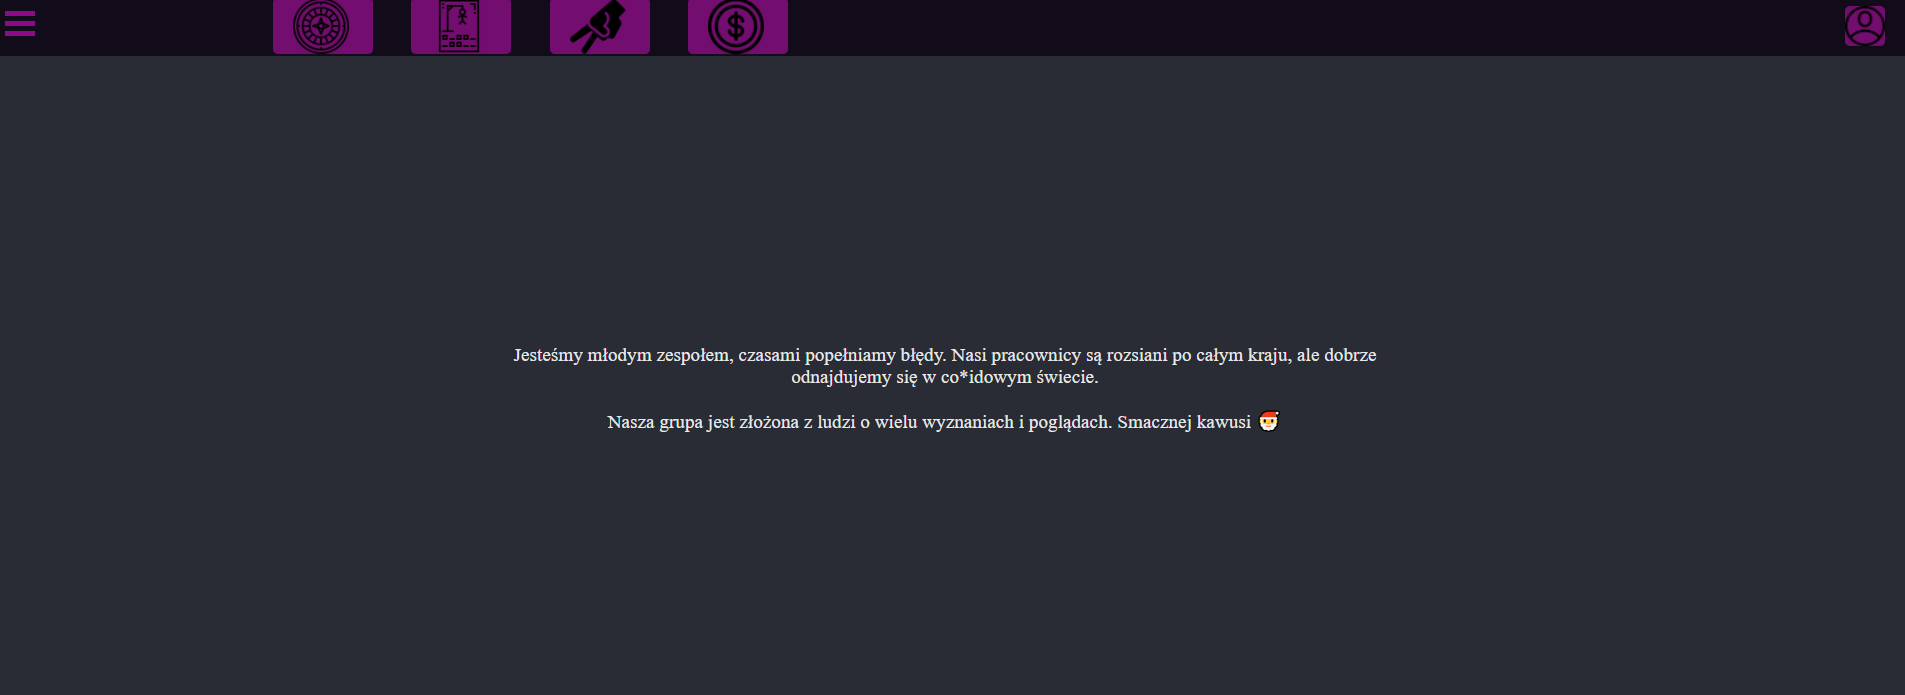 Jesteśmy młodym zespołem, czasami popełniamy błędy. Nasi pracownicy są rozsiani po całym kraju, ale dobrze
odnajdujemy się w co*idowym świecie.
Nasza grupa jest złożona z ludzi o wielu wyznaniach i poglądach. Smacznej kawusi 🎅